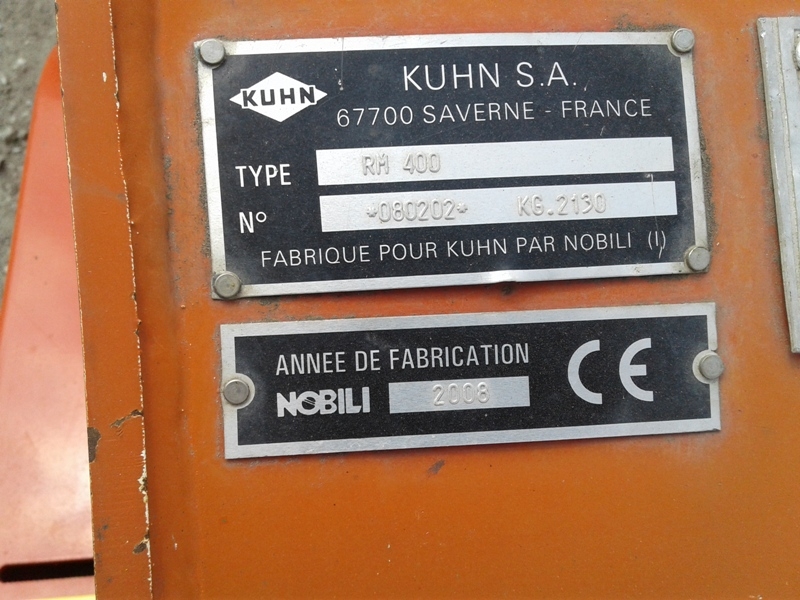 KUHN
KUHN S.A.
67700 SAVERNE - FRANCE
TYPE RM 400
N° *080202* KG.2130
FABRIQUE POUR KUHN PAR NOBILI (I)
ANNEE DE FABRICATION
NOBILI 2008
CE